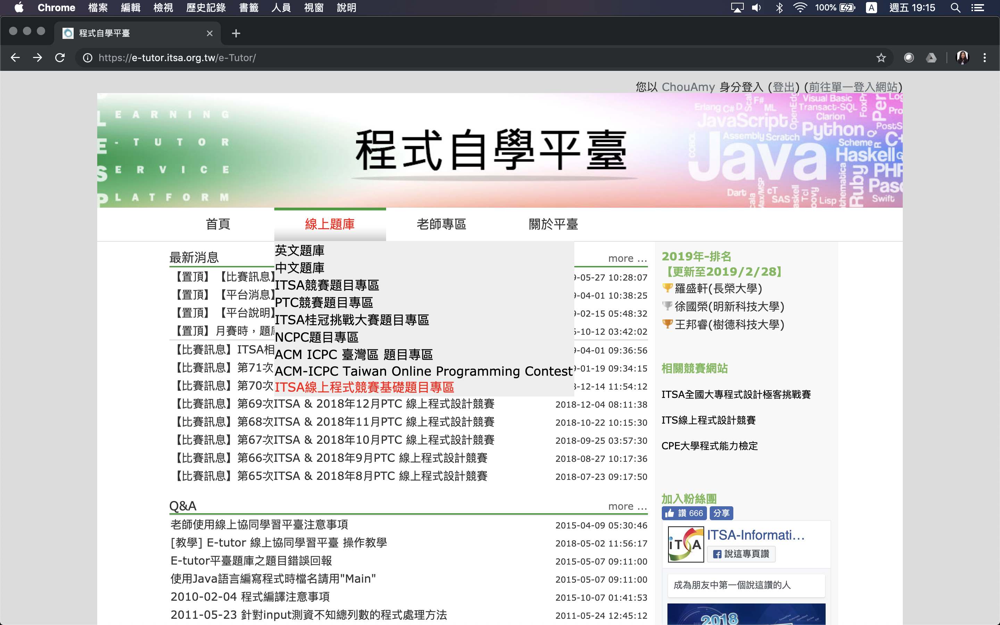 Chrome 檔案 編輯 檢視 歷史記錄 書籤 人員 視窗 說明 100% A 週五 19:15
程式自學平臺
https://e-tutor.itsa.org.tw/e-Tutor/
您以 ChouAmy 身分登入 (登出) (前往單一登入網站)
LEARNING
E-TUTOR
SERVICE
PLATFORM
程式自學平臺
Erlang C# D Scala F# ML OpenEdg Visual Basic Transact-SQL FoxPr Per Log Pro
JavaScript Clarion Python PostS
COBOL Assembly Scratch Scheme R Q C+
Java Haskell G
thematica Ruby PHP Pasc
Dart cala Max/MSP cT SAS askell Tcl oovy Lisp Swift
首頁 線上題庫 老師專區 關於平臺
英文題庫
中文題庫
ITSA競賽題目專區
PTC競賽題目專區
ITSA桂冠挑戰大賽題目專區
NCPC題目專區
ACM ICPC 臺灣區 題目專區
ACM-ICPC Taiwan Online Programming Contest
ITSA線上程式競賽基礎題目專區
最新消息 more ...
【置頂】【比賽訊息】 9-05-27 10:28:07
【置頂】【平台消息】 9-04-01 10:38:25
【置頂】【平台說明】 9-02-15 05:48:32
【置頂】月賽時，題庫 5-10-12 03:42:02
【比賽訊息】ITSA相 9-04-01 09:36:56
【比賽訊息】第71次 9-01-19 09:34:15
【比賽訊息】第70次 8-12-14 11:54:12
【比賽訊息】第69次ITSA & 2018年12月PTC 線上程式設計競賽 2018-12-04 08:11:38
【比賽訊息】第68次ITSA & 2018年11月PTC 線上程式設計競賽 2018-10-22 10:15:30
【比賽訊息】第67次ITSA & 2018年10月PTC 線上程式設計競賽 2018-09-25 03:57:30
【比賽訊息】第66次ITSA & 2018年9月PTC 線上程式設計競賽 2018-08-27 10:17:36
【比賽訊息】第65次ITSA & 2018年8月PTC 線上程式設計競賽 2018-07-23 09:17:50
Q&A more ...
老師使用線上協同學習平臺注意事項 2015-04-09 05:30:46
[教學] E-tutor 線上協同學習平臺 操作教學 2018-05-02 11:56:17
E-tutor平臺題庫之題目錯誤回報 2015-05-07 09:11:00
使用Java語言編寫程式時檔名請用"Main" 2015-05-07 09:11:00
2010-02-04 程式編譯注意事項 2015-10-07 01:41:53
2011-05-23 針對input測資不知總列數的程式處理方法 2011-05-24 12:45:12
2019年-排名
【更新至2019/2/28】
羅盛軒(長榮大學)
徐國榮(明新科技大學)
王邦睿(樹德科技大學)
相關競賽網站
ITSA全國大專程式設計極客挑戰賽
ITS線上程式設計競賽
CPE大學程式能力檢定
加入粉絲團
讚 666 分享
iTSA
ITSA-Informati...
說這專頁讚
成為朋友中第一個說這讚的人
2018